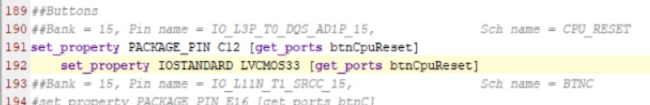 189 ##Buttons
190 ##Bank = 15, Pin name = IO_L3P_T0_DQS_AD1P_15, Sch name = CPU_RESET
191 set_property PACKAGE_PIN C12 [get_ports btnCpuReset]
192 set_property IOSTANDARD LVCMOS33 [get_ports btnCpuReset]
193 ##Bank = 15, Pin name = IO_L11N_T1_SRCC_15, Sch name = BTNC
194 #set_property PACKAGE_PIN E16 [get_ports btnC]